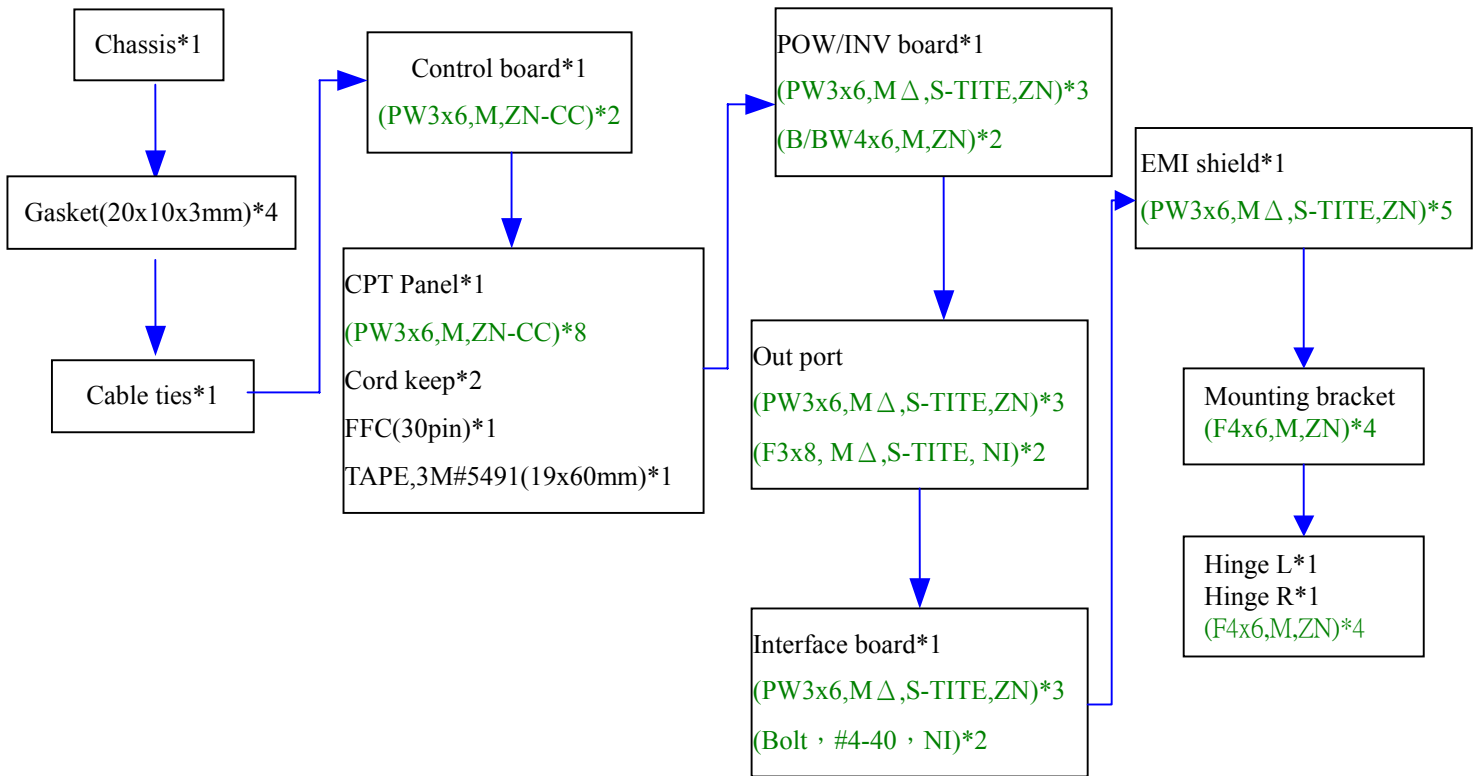 Chassis*1
Gasket(20x10x3mm)*4
Cable ties*1
Control board*1
(PW3x6,M,ZN-CC)*2
CPT Panel*1
(PW3x6,M,ZN-CC)*8
Cord keep*2
FFC(30pin)*1
TAPE,3M#5491(19x60mm)*1
POW/INV board*1
(PW3x6,M△,S-TITE,ZN)*3
(B/BW4x6,M,ZN)*2
Out port
(PW3x6,M△,S-TITE,ZN)*3
(F3x8, M△,S-TITE, NI)*2
Interface board*1
(PW3x6,M△,S-TITE,ZN)*3
(Bolt，#4-40，NI)*2
EMI shield*1
(PW3x6,M△,S-TITE,ZN)*5
Mounting bracket
(F4x6,M,ZN)*4
Hinge L*1
Hinge R*1
(F4x6,M,ZN)*4